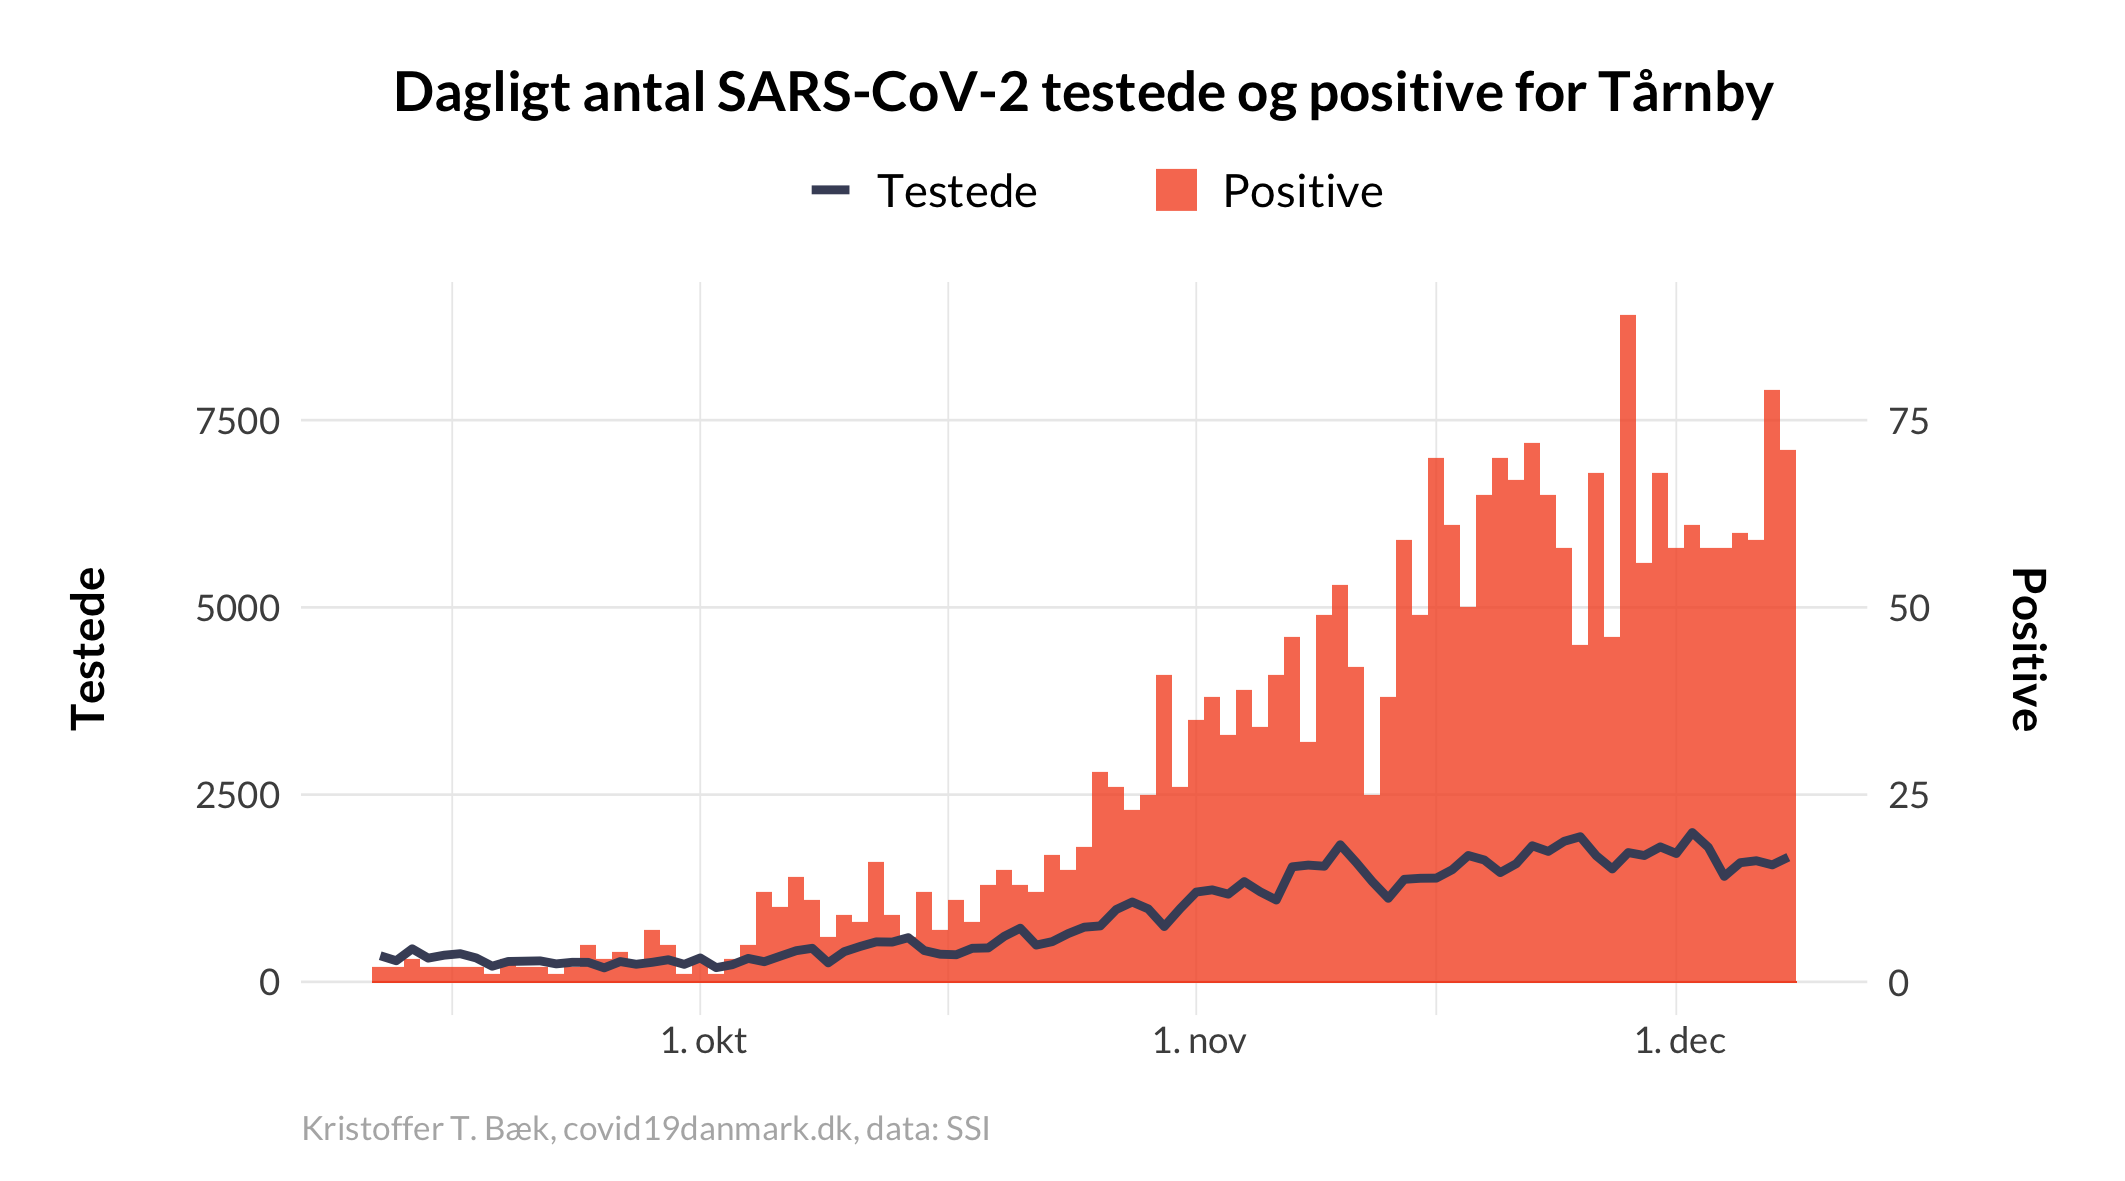 Dagligt antal SARS-CoV-2 testede og positive for Tårnby
Testede
Positive
7500
5000
2500
0
75
50
25
0
Testede
Positive
1. okt
1. nov
1. dec
Kristoffer T. Bæk, covid19danmark.dk, data: SSI